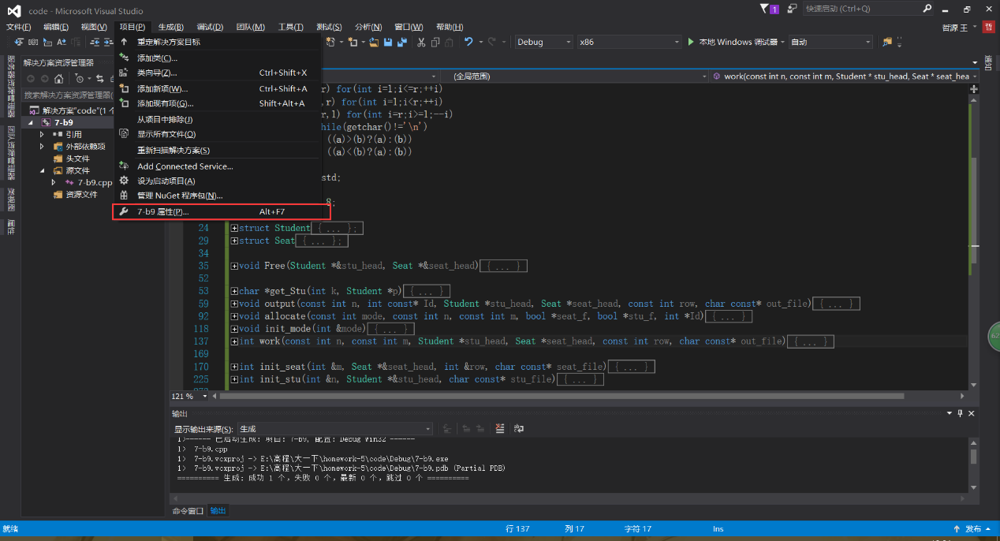 code - Microsoft Visual Studio
1
快速启动 (Ctrl+Q)
文件(F) 编辑(E) 视图(V) 项目(P) 生成(B) 调试(D) 团队(M) 工具(T) 测试(S) 分析(N) 窗口(W) 帮助(H)
哲源 王 哲
Debug x86 本地 Windows 调试器 自动
解决方案资源管理器
搜索解决方案资源管理器(
解决方案"code"(1 个
7-b9
引用
外部依赖项
头文件
源文件
7-b9.cpp
资源文件
重定解决方案目标
添加类(C)...
类向导(Z)... Ctrl+Shift+X
添加新项(W)... Ctrl+Shift+A
添加现有项(G)... Shift+Alt+A
从项目中排除(J)
显示所有文件(O)
重新扫描解决方案(S)
Add Connected Service...
设为启动项目(A)
管理 NuGet 程序包(N)...
7-b9 属性(P)... Alt+F7
(全局范围) work(const int n, const int m, Student * stu_head, Seat * seat_hea
r) for(int i=l;i<=r;++i)
,r) for(int i=l;i<r;++i)
r,l) for(int i=r;i>=l;--i)
hile(getchar()!='\n')
((a)>(b)?(a):(b))
((a)<(b)?(a):(b))
std;
8;
24 struct Student{ ... };
29 struct Seat{ ... };
34
35 void Free(Student *&stu_head, Seat *&seat_head){ ... }
52
53 char *get_Stu(int k, Student *p){ ... }
59 void output(const int n, int const* Id, Student *stu_head, Seat *seat_head, const int row, char const* out_file){ ... }
92 void allocate(const int mode, const int n, const int m, bool *seat_f, bool *stu_f, int *Id){ ... }
118 void init_mode(int &mode){ ... }
137 int work(const int n, const int m, Student *stu_head, Seat *seat_head, const int row, char const* out_file){ ... }
169
170 int init_seat(int &m, Seat *&seat_head, int &row, char const* seat_file){ ... }
225 int init_stu(int &n, Student *&stu_head, char const* stu_file){ ... }
121 %
输出
显示输出来源(S): 生成
1>------ 已启动生成: 项目: 7-b9, 配置: Debug Win32 ------
1> 7-b9.cpp
1> 7-b9.vcxproj -> E:\高程\大一下\honework-5\code\Debug\7-b9.exe
1> 7-b9.vcxproj -> E:\高程\大一下\honework-5\code\Debug\7-b9.pdb (Partial PDB)
========== 生成: 成功 1 个，失败 0 个，最新 0 个，跳过 0 个 ==========
命令窗口 输出
就绪 行 137 列 17 字符 17 Ins 发布